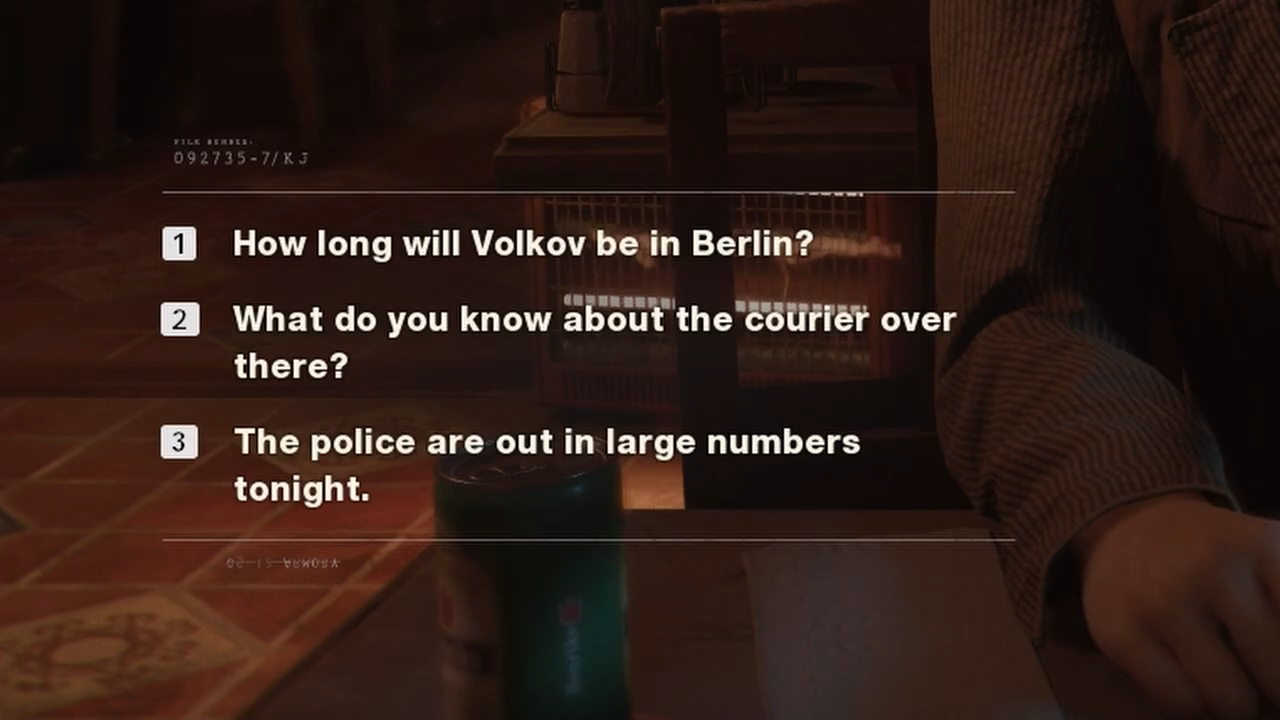 092735-7/KJ
1 How long will Volkov be in Berlin?
2 What do you know about the courier over
there?
3 The police are out in large numbers
tonight.